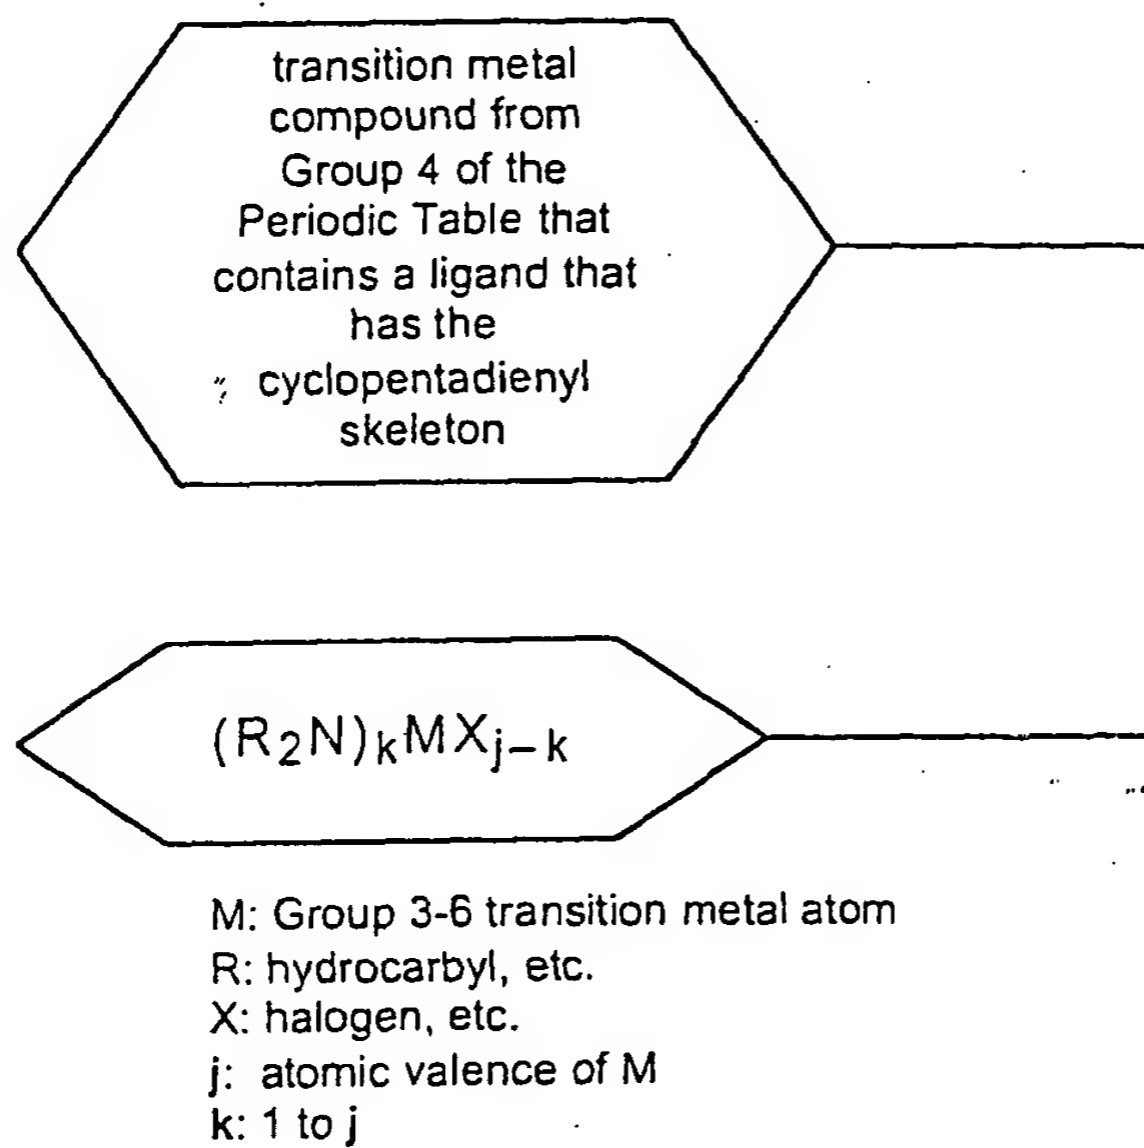 transition metal
compound from
Group 4 of the
Periodic Table that
contains a ligand that
has the
cyclopentadienyl
skeleton
(R₂N)ₖMXⱼ₋ₖ
M: Group 3-6 transition metal atom
R: hydrocarbyl, etc.
X: halogen, etc.
j: atomic valence of M
k: 1 to j